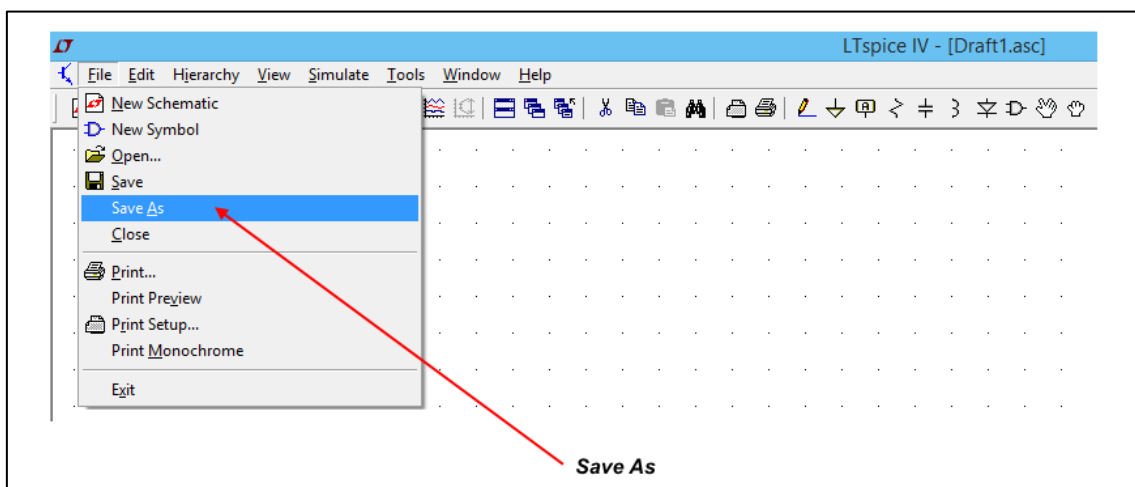 LTspice IV - [Draft1.asc]
File Edit Hierarchy View Simulate Tools Window Help
New Schematic
New Symbol
Open...
Save
Save As
Close
Print...
Print Preview
Print Setup...
Print Monochrome
Exit
Save As